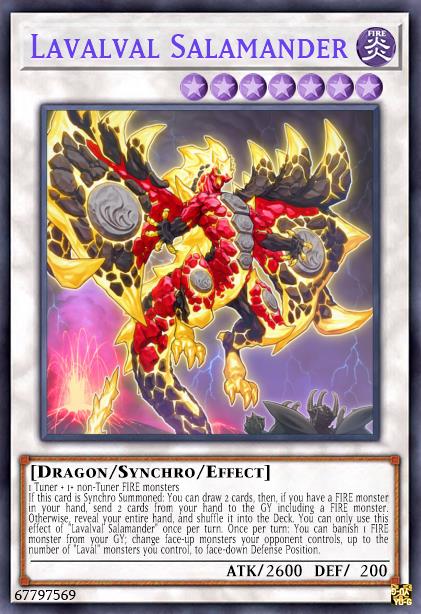 LAVALVAL SALAMANDER
FIRE
炎
[DRAGON/SYNCHRO/EFFECT]
1 Tuner + 1+ non-Tuner FIRE monsters
If this card is Synchro Summoned: You can draw 2 cards, then, if you have a FIRE monster
in your hand, send 2 cards from your hand to the GY including a FIRE monster.
Otherwise, reveal your entire hand, and shuffle it into the Deck. You can only use this
effect of "Lavalval Salamander" once per turn. Once per turn: You can banish 1 FIRE
monster from your GY; change face-up monsters your opponent controls, up to the
number of "Laval" monsters you control, to face-down Defense Position.
ATK/2600 DEF/ 200
67797569